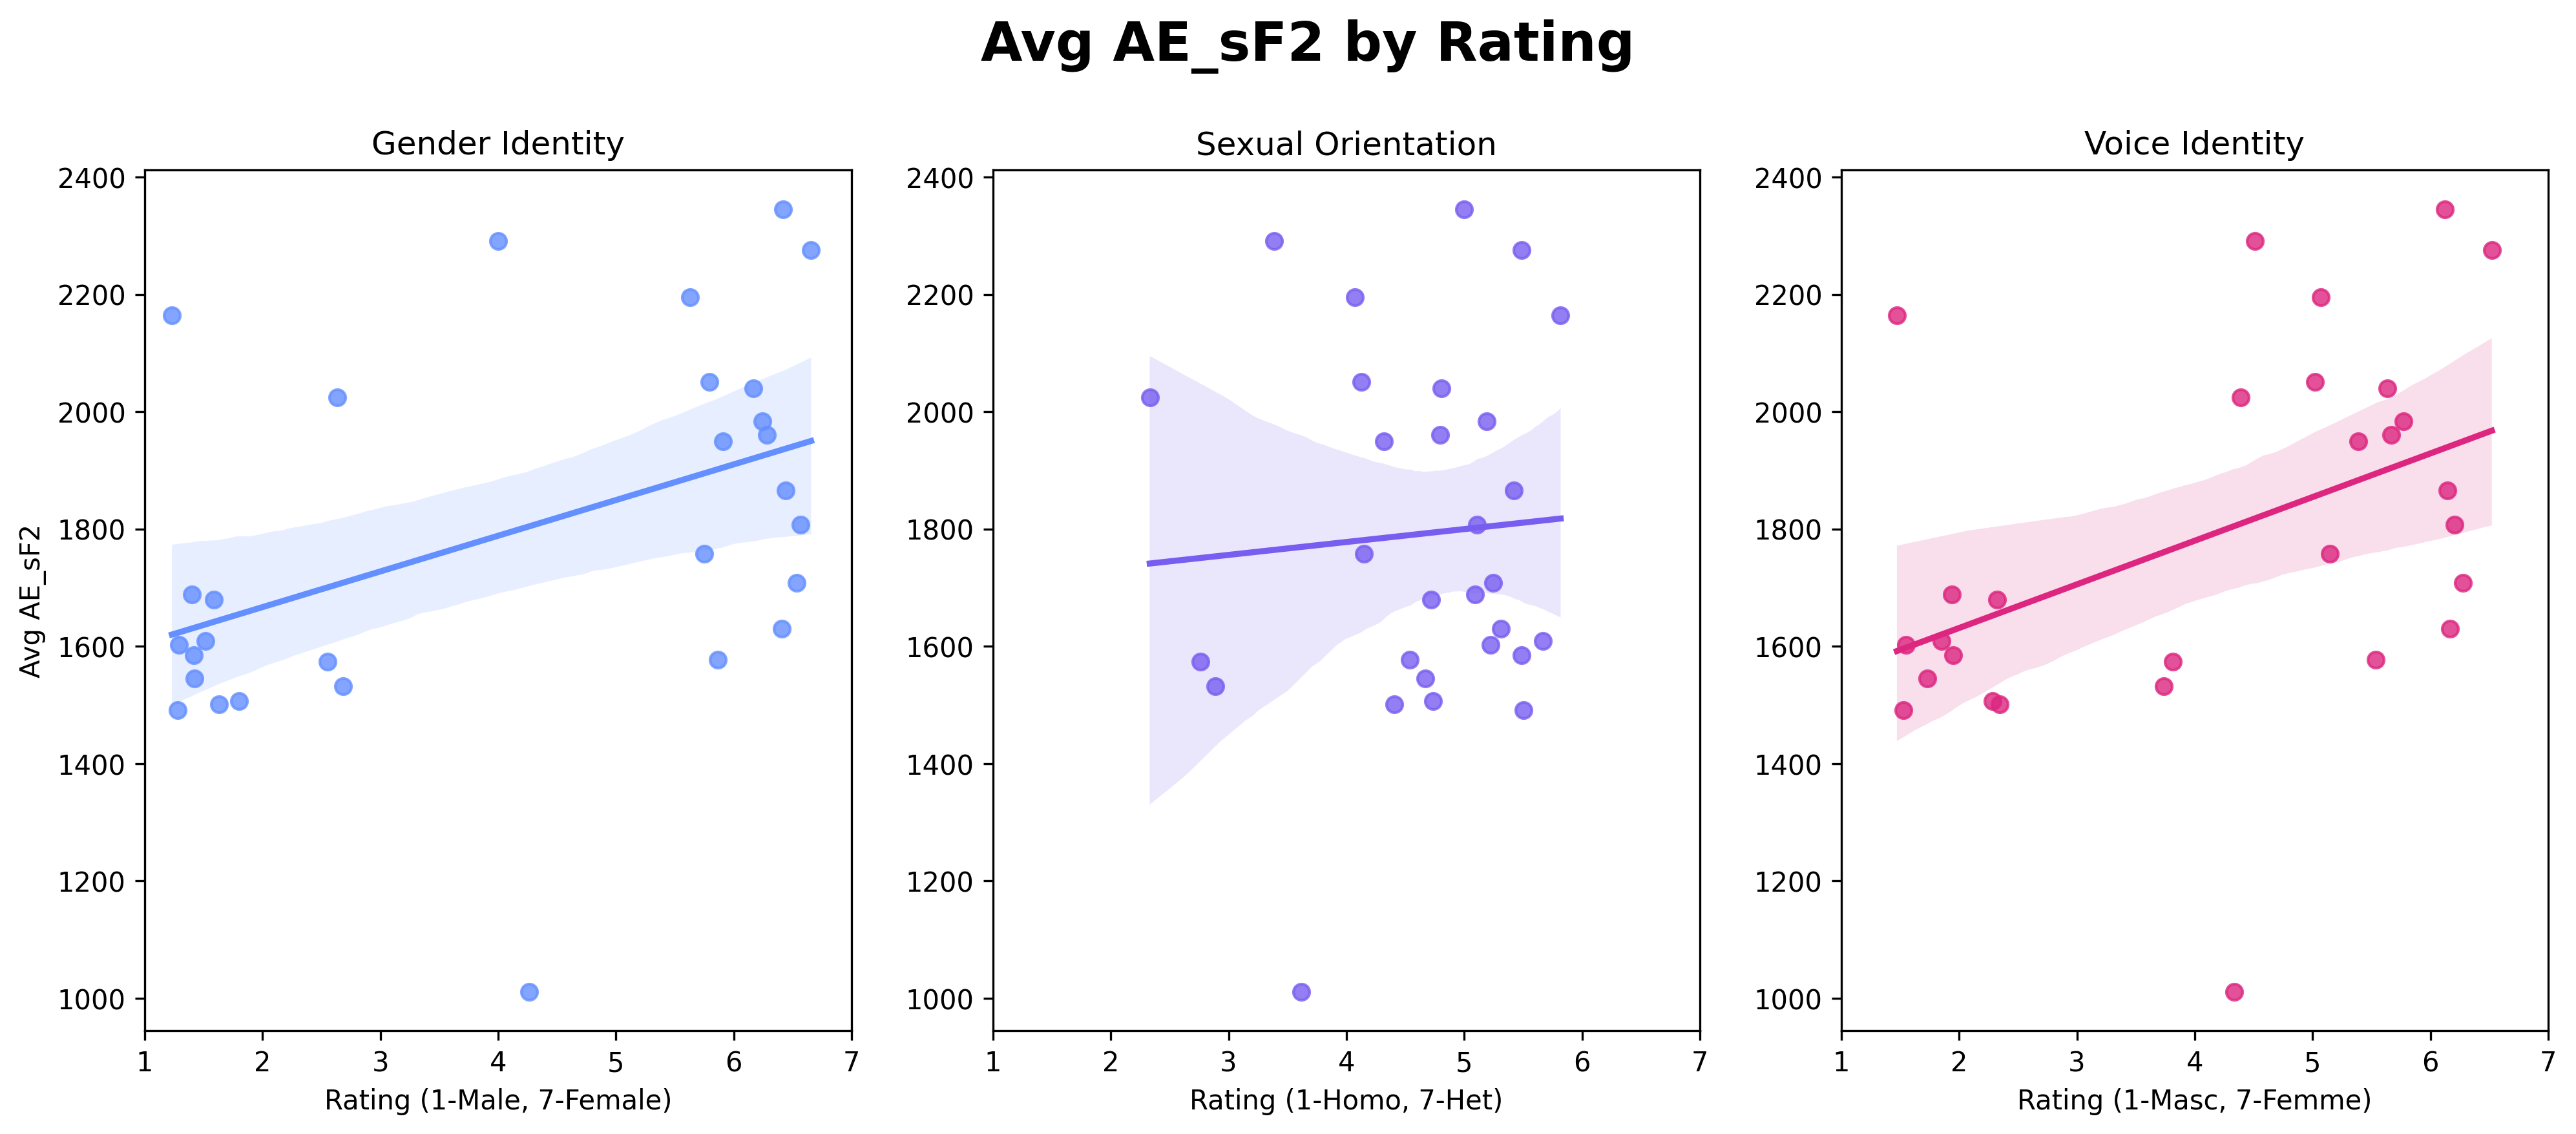 Avg AE_sF2 by Rating
Gender Identity
Sexual Orientation
Voice Identity
Avg AE_sF2
2400
2200
2000
1800
1600
1400
1200
1000
1 2 3 4 5 6 7
Rating (1-Male, 7-Female)
2400
2200
2000
1800
1600
1400
1200
1000
1 2 3 4 5 6 7
Rating (1-Homo, 7-Het)
2400
2200
2000
1800
1600
1400
1200
1000
1 2 3 4 5 6 7
Rating (1-Masc, 7-Femme)